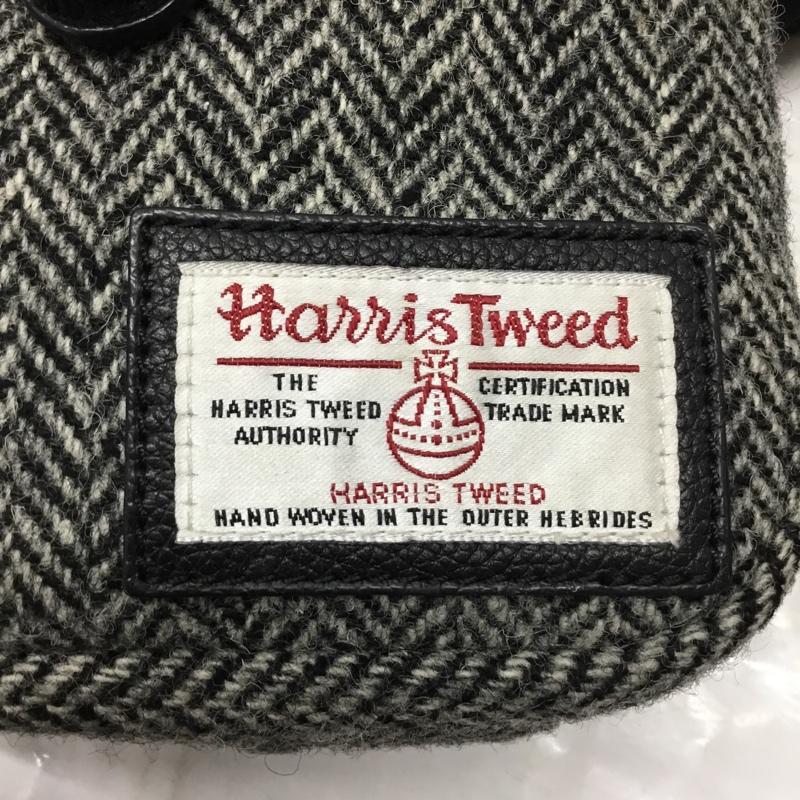 Harris Tweed
THE
HARRIS TWEED
AUTHORITY
CERTIFICATION
TRADE MARK
HARRIS TWEED
HAND WOVEN IN THE OUTER HEBRIDES